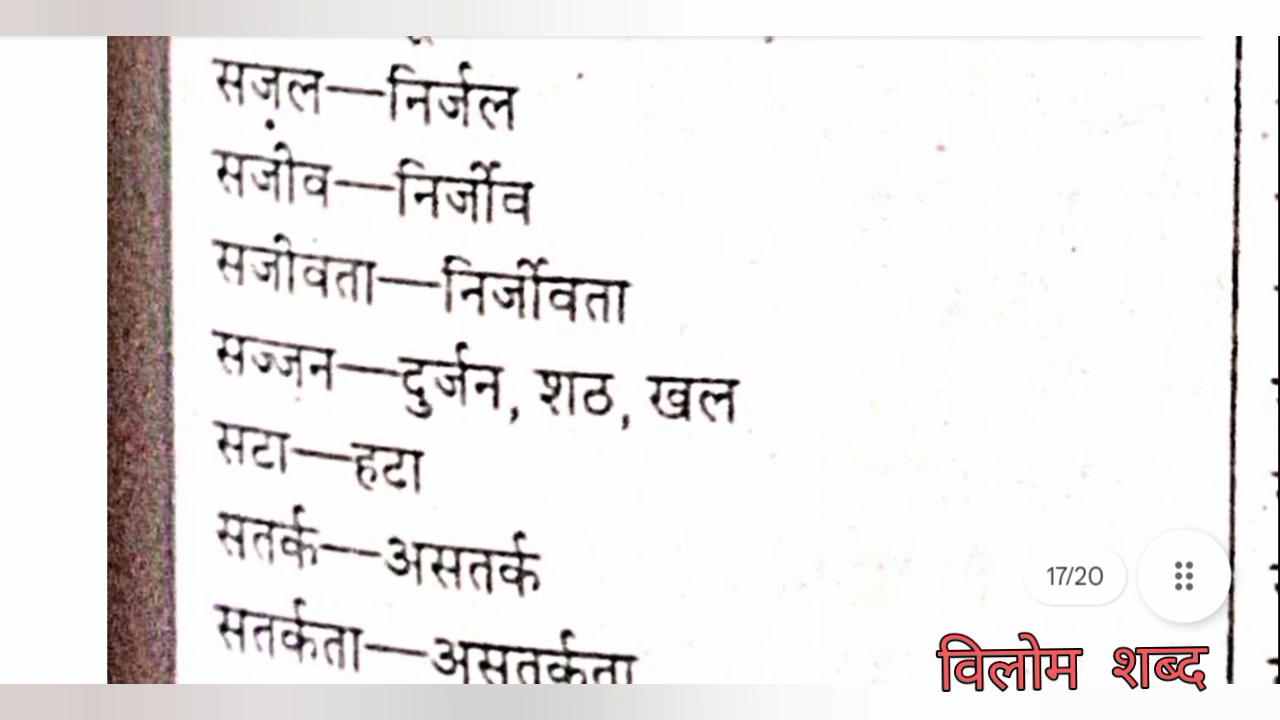 सजल—निर्जल
सजीव—निर्जीव
सजीवता—निर्जीवता
सज्जन—दुर्जन, शठ, खल
सटा—हटा
सतर्क—असतर्क
सतर्कता—असतर्कता
17/20
विलोम शब्द